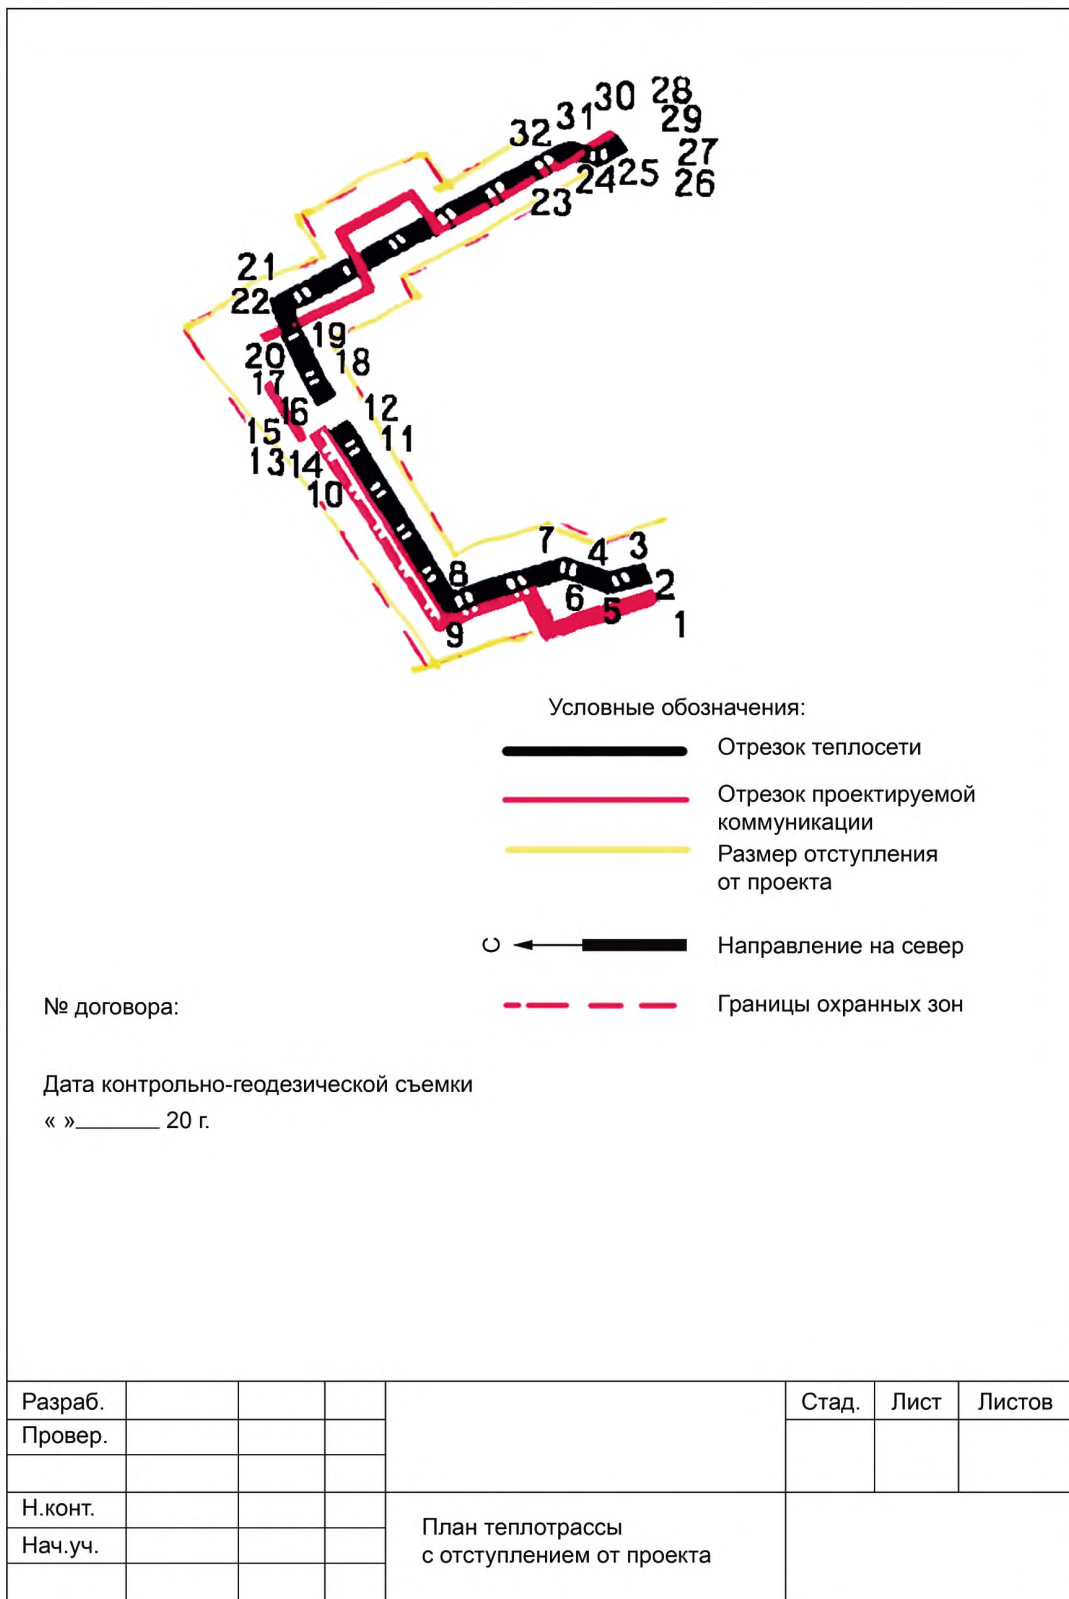 30 28
31 29
32
27
24 25 26
23
21
22
19
20 18
17
16 12
15 11
13 14
10
7 4 3
8
6 5 2
9 1
Условные обозначения:
Отрезок теплосети
Отрезок проектируемой
коммуникации
Размер отступления
от проекта
С
Направление на север
Границы охранных зон
№ договора:
Дата контрольно-геодезической съемки
« »_______ 20 г.
Разраб.
Стад. Лист Листов
Провер.
Н.конт.
Нач.уч.
План теплотрассы
с отступлением от проекта